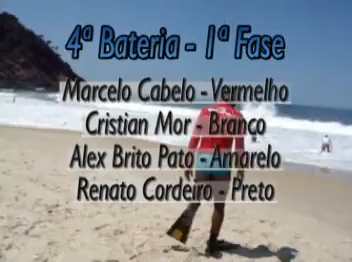 4ª Bateria - 1ª Fase
Marcelo Cabelo - Vermelho
Cristian Mor - Branco
Alex Brito Pato - Amarelo
Renato Cordeiro - Preto